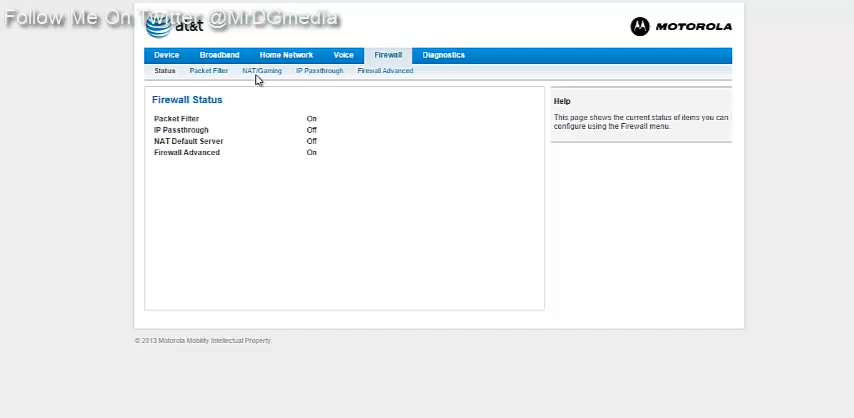 Follow Me On Twitter @MrDGmedia
at&t
MOTOROLA
Device Broadband Home Network Voice Firewall Diagnostics
Status Packet Filter NAT/Gaming IP Passthrough Firewall Advanced
Firewall Status
Packet Filter On
IP Passthrough Off
NAT Default Server Off
Firewall Advanced On
Help
This page shows the current status of items you can
configure using the Firewall menu.
© 2013 Motorola Mobility Intellectual Property